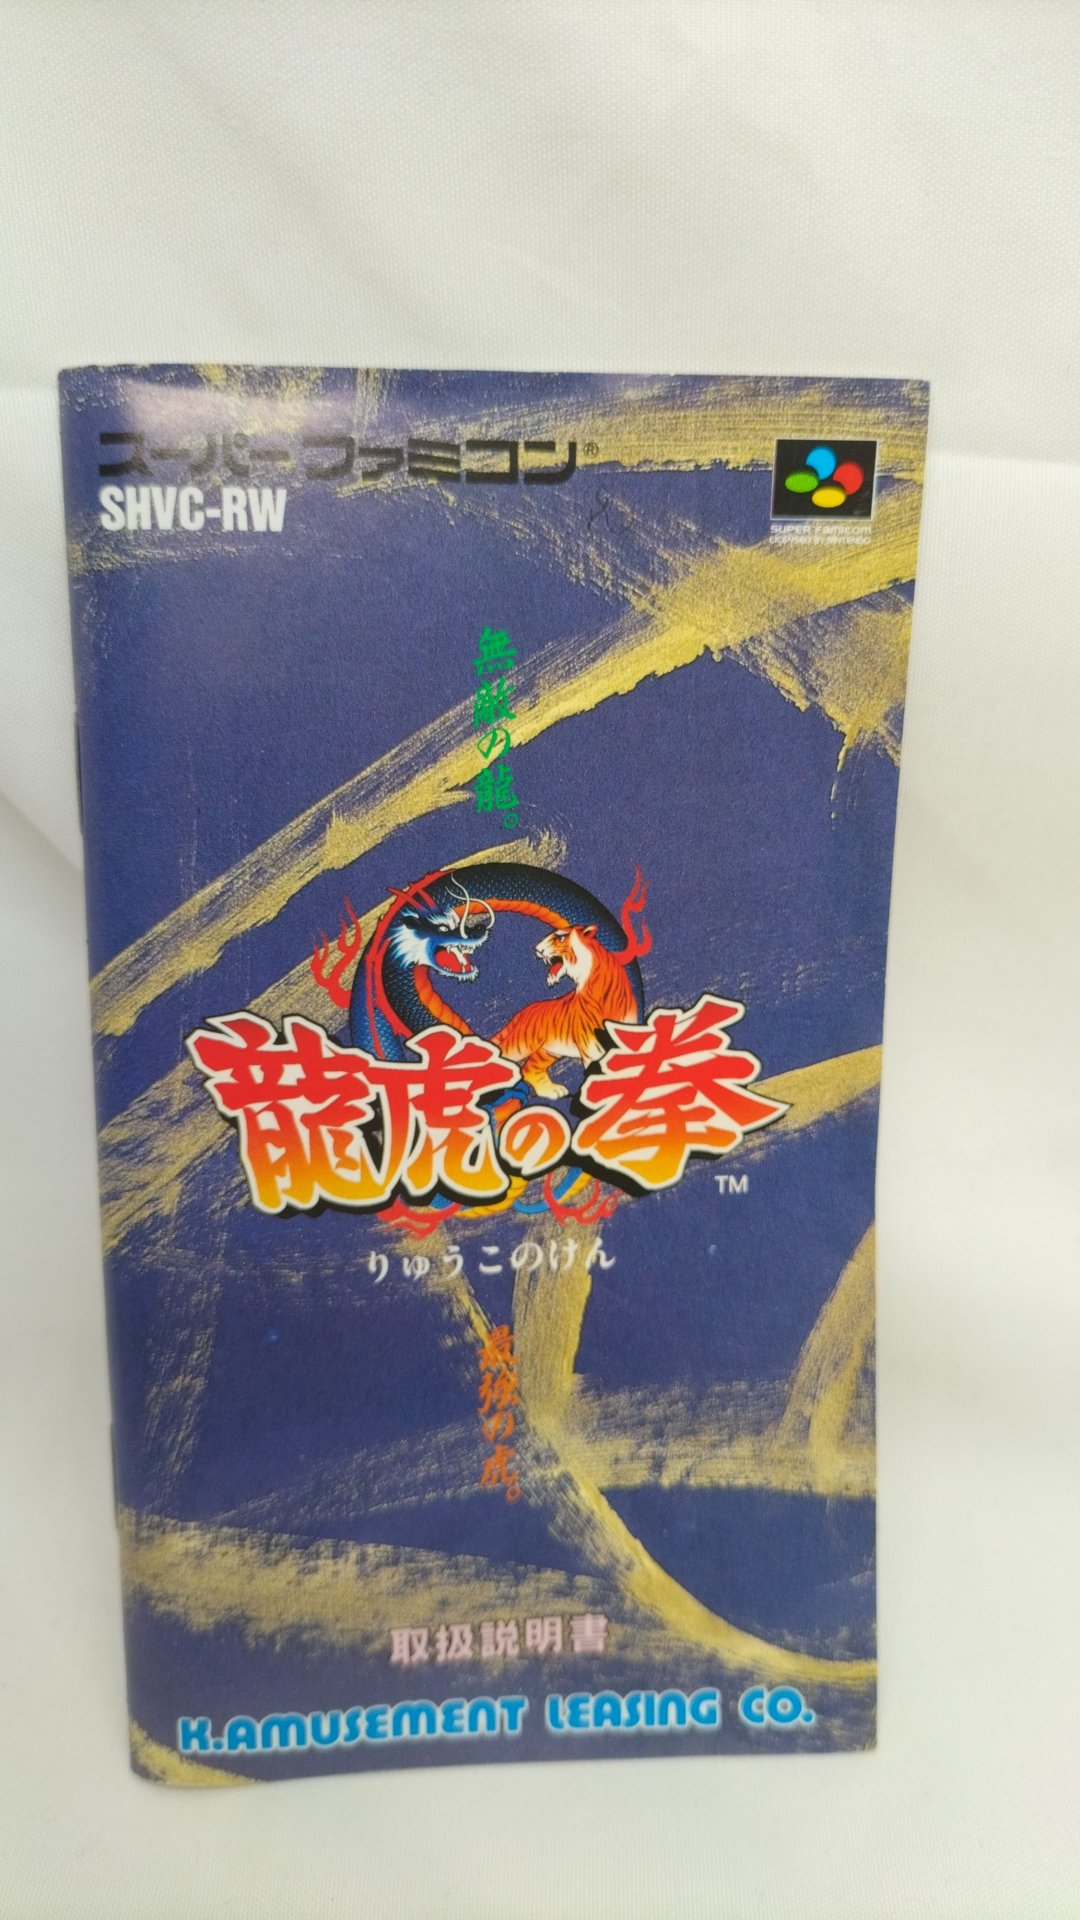 スーパーファミコン®
SHVC-RW
SUPER FAMICOM
LICENSED BY NINTENDO
無敵の龍。
龍虎の拳
TM
りゅうこのけん
最強の虎。
取扱説明書
K.AMUSEMENT LEASING CO.